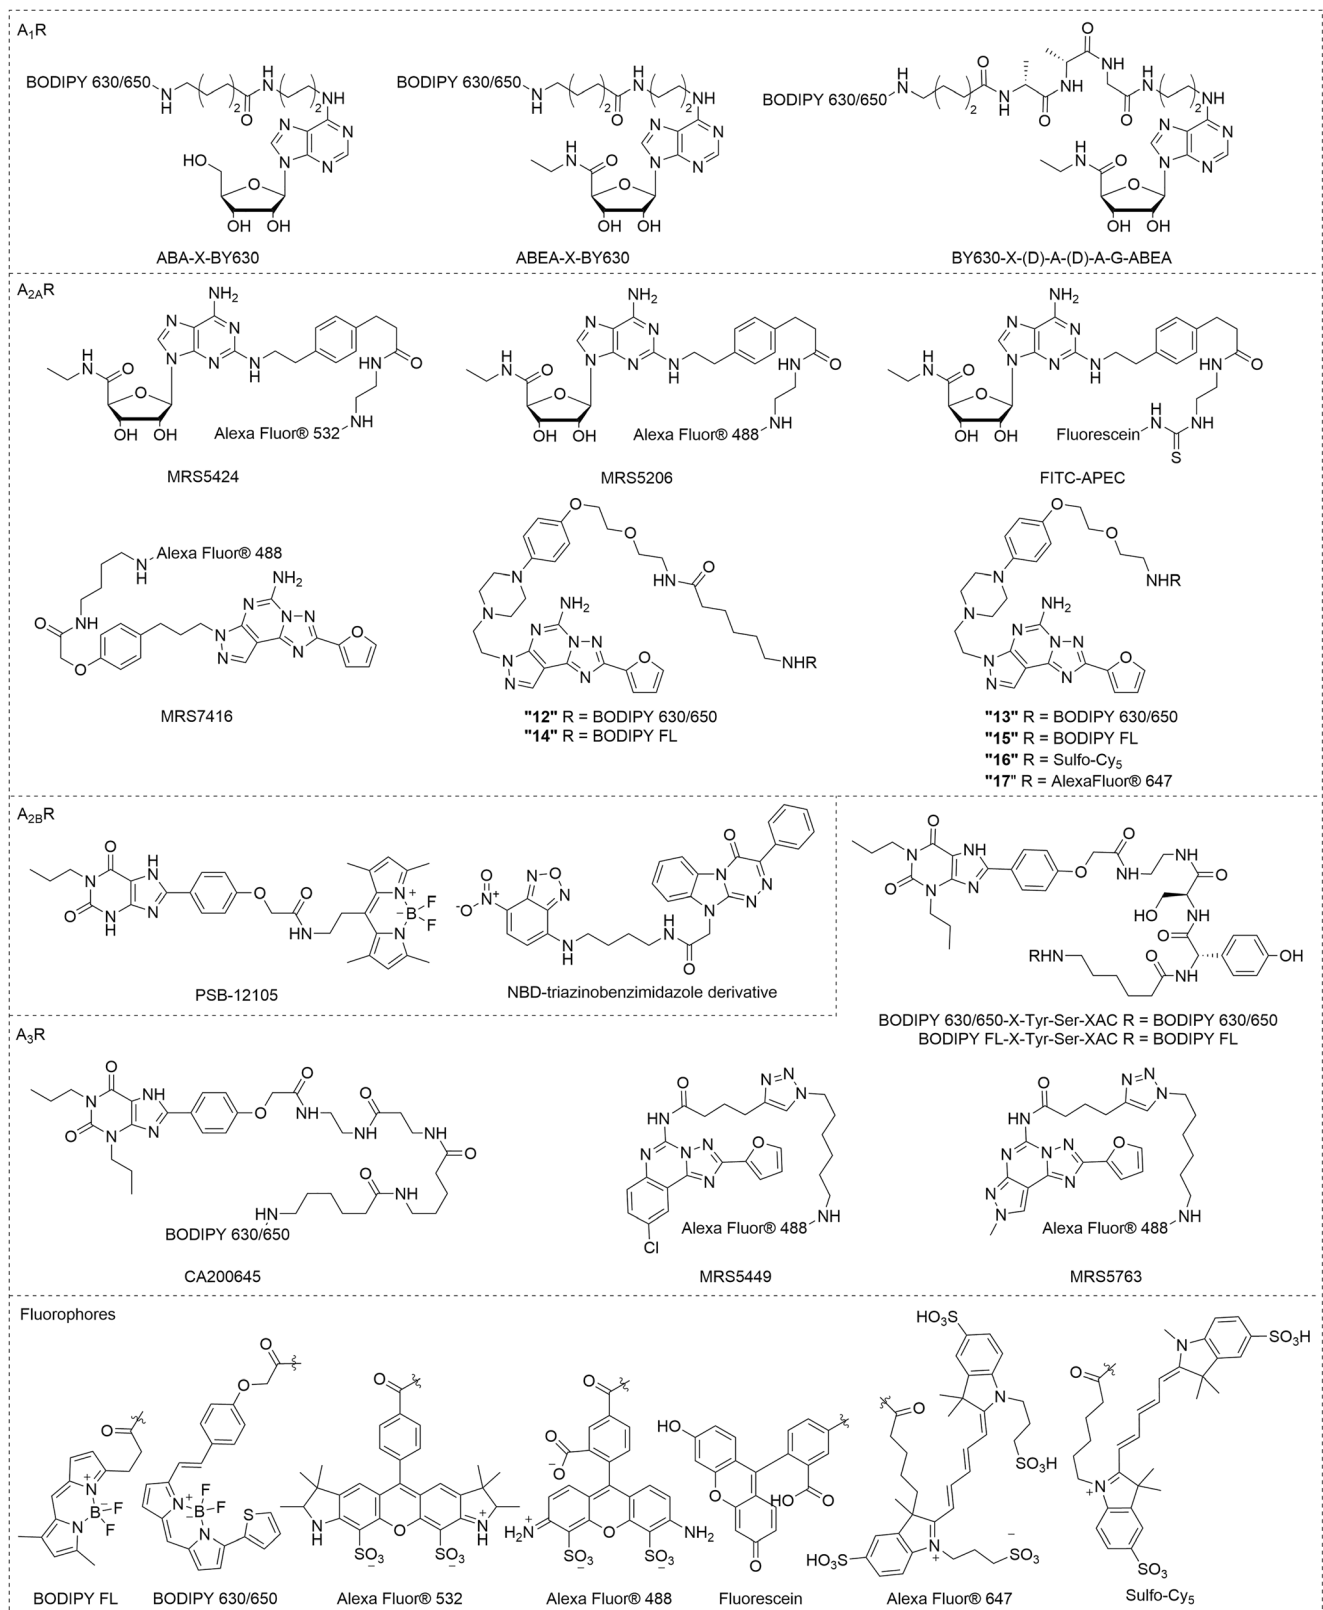 A1R
BODIPY 630/650
ABA-X-BY630
BODIPY 630/650
ABEA-X-BY630
BODIPY 630/650
BY630-X-(D)-A-(D)-A-G-ABEA
A2AR
Alexa Fluor® 532
MRS5424
Alexa Fluor® 488
MRS5206
Fluorescein
FITC-APEC
Alexa Fluor® 488
MRS7416
"12" R = BODIPY 630/650
"14" R = BODIPY FL
"13" R = BODIPY 630/650
"15" R = BODIPY FL
"16" R = Sulfo-Cy5
"17" R = AlexaFluor® 647
A2BR
PSB-12105
NBD-triazinobenzimidazole derivative
BODIPY 630/650-X-Tyr-Ser-XAC R = BODIPY 630/650
BODIPY FL-X-Tyr-Ser-XAC R = BODIPY FL
A3R
BODIPY 630/650
CA200645
Alexa Fluor® 488
MRS5449
Alexa Fluor® 488
MRS5763
Fluorophores
BODIPY FL
BODIPY 630/650
Alexa Fluor® 532
Alexa Fluor® 488
Fluorescein
Alexa Fluor® 647
Sulfo-Cy5